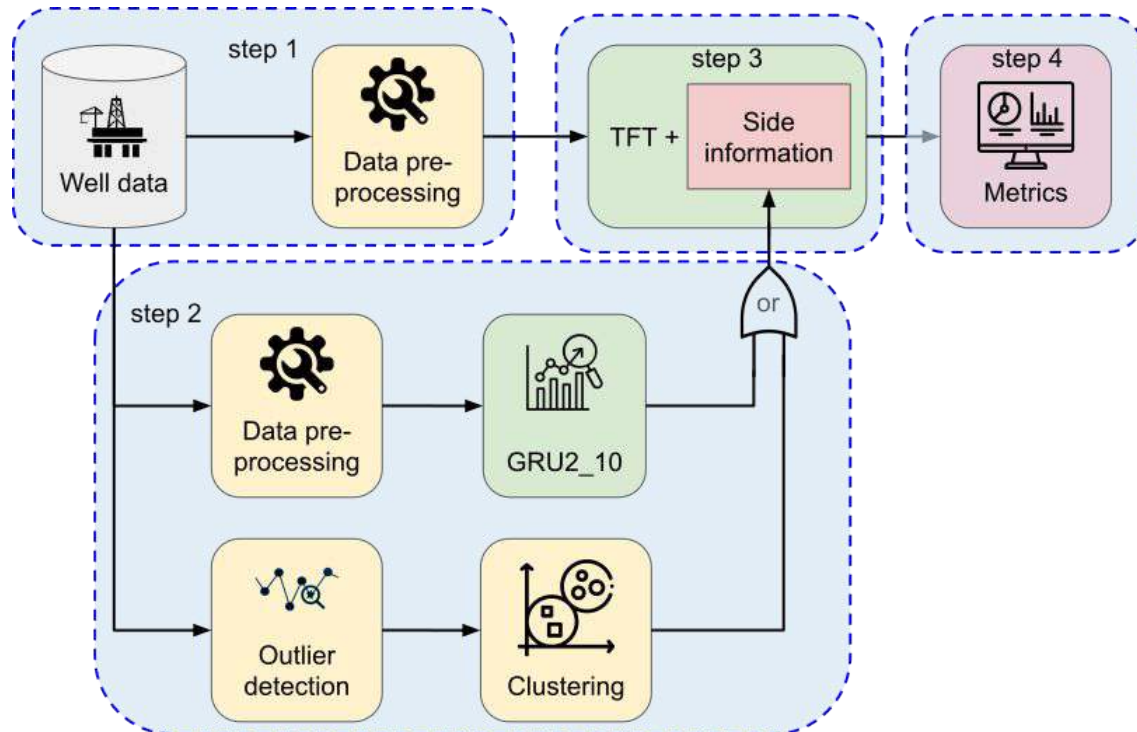 step 1
Well data
Data pre-
processing
step 3
TFT +
Side
information
step 4
Metrics
step 2
Data pre-
processing
GRU2_10
or
Outlier
detection
Clustering